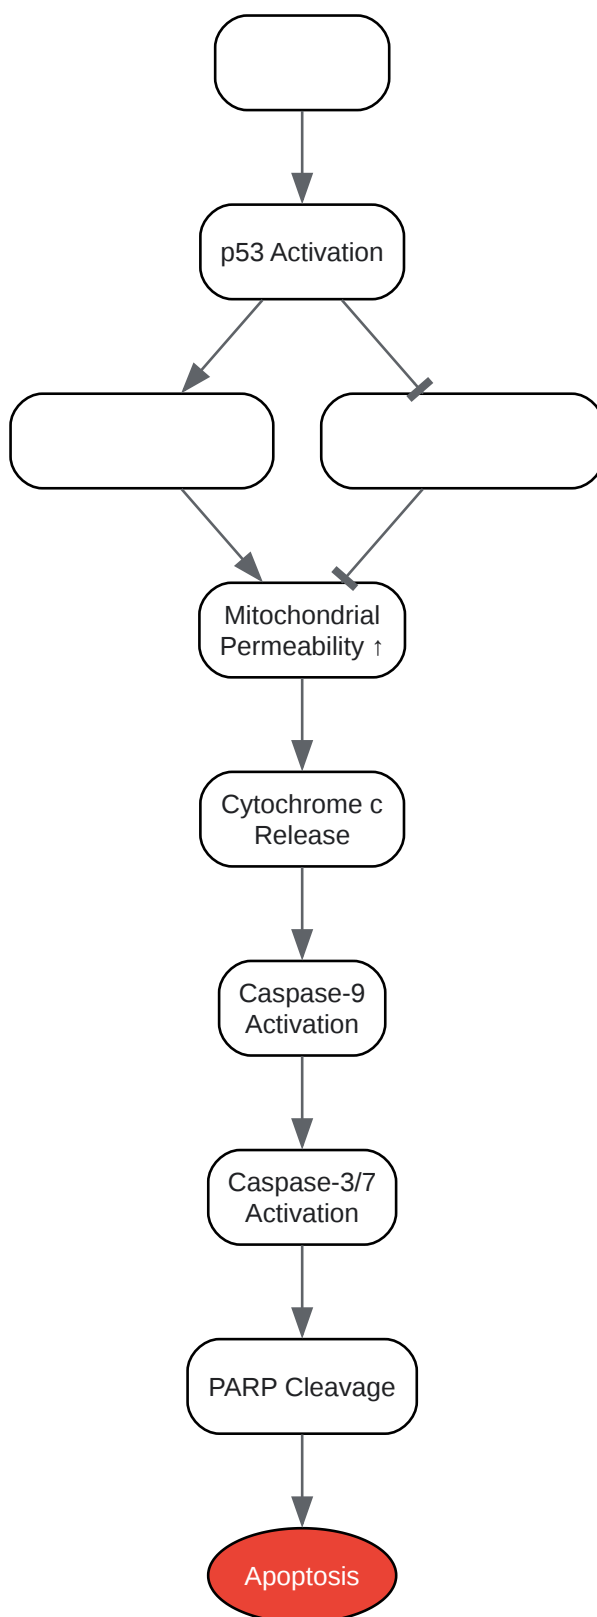 p53 Activation
Mitochondrial
Permeability ↑
Cytochrome c
Release
Caspase-9
Activation
Caspase-3/7
Activation
PARP Cleavage
Apoptosis